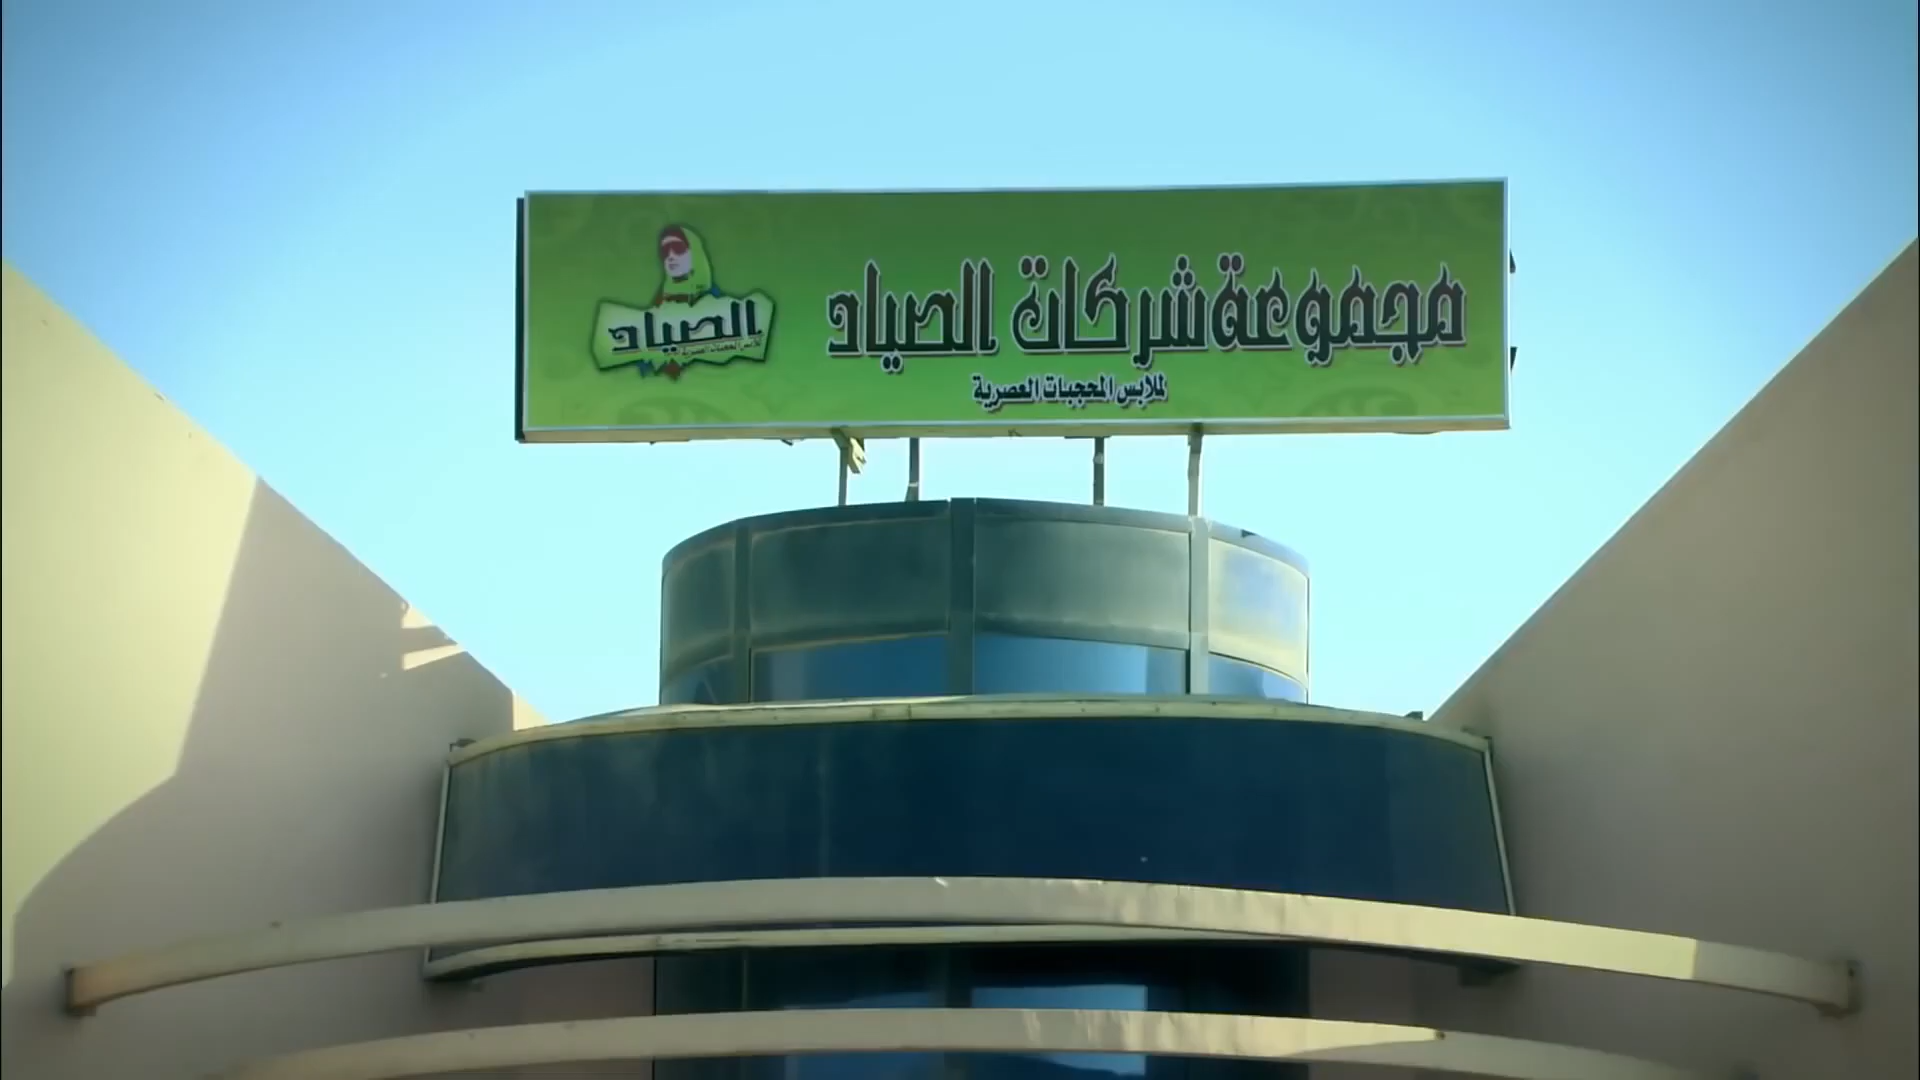 مجموعة شركات الصياد
لملابس المحجبات العصرية
الصياد